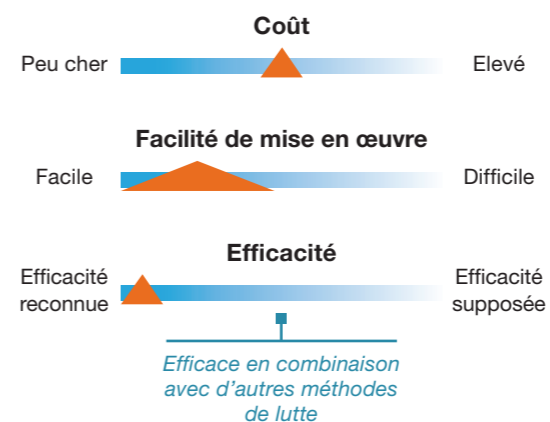 Coût
Peu cher
Elevé
Facilité de mise en œuvre
Facile
Difficile
Efficacité
Efficacité
reconnue
Efficacité
supposée
Efficace en combinaison
avec d'autres méthodes
de lutte